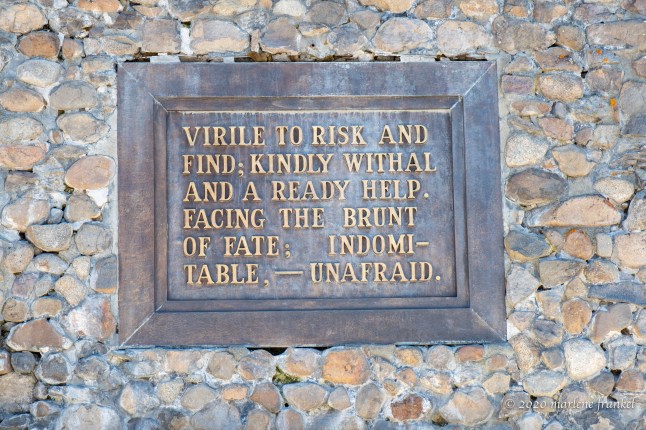 VIRILE TO RISK AND
FIND; KINDLY WITHAL
AND A READY HELP.
FACING THE BRUNT
OF FATE; INDOMI-
TABLE,—UNAFRAID.
© 2020 marlene frankel